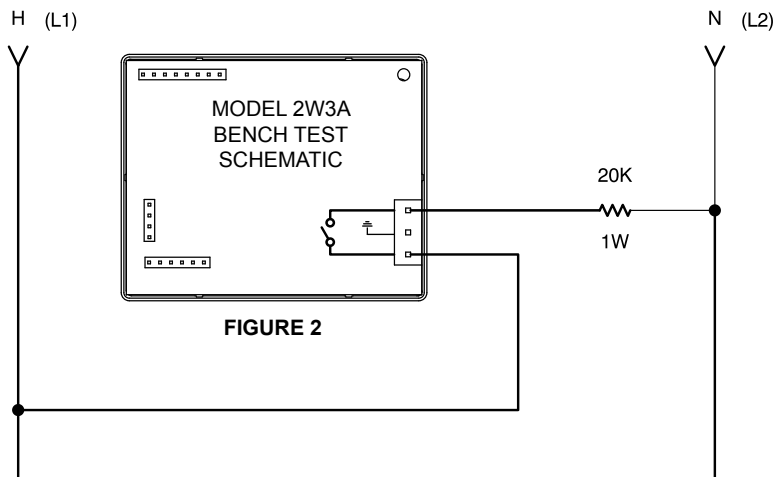 H (L1)
N (L2)
MODEL 2W3A
BENCH TEST
SCHEMATIC
20K
1W
FIGURE 2